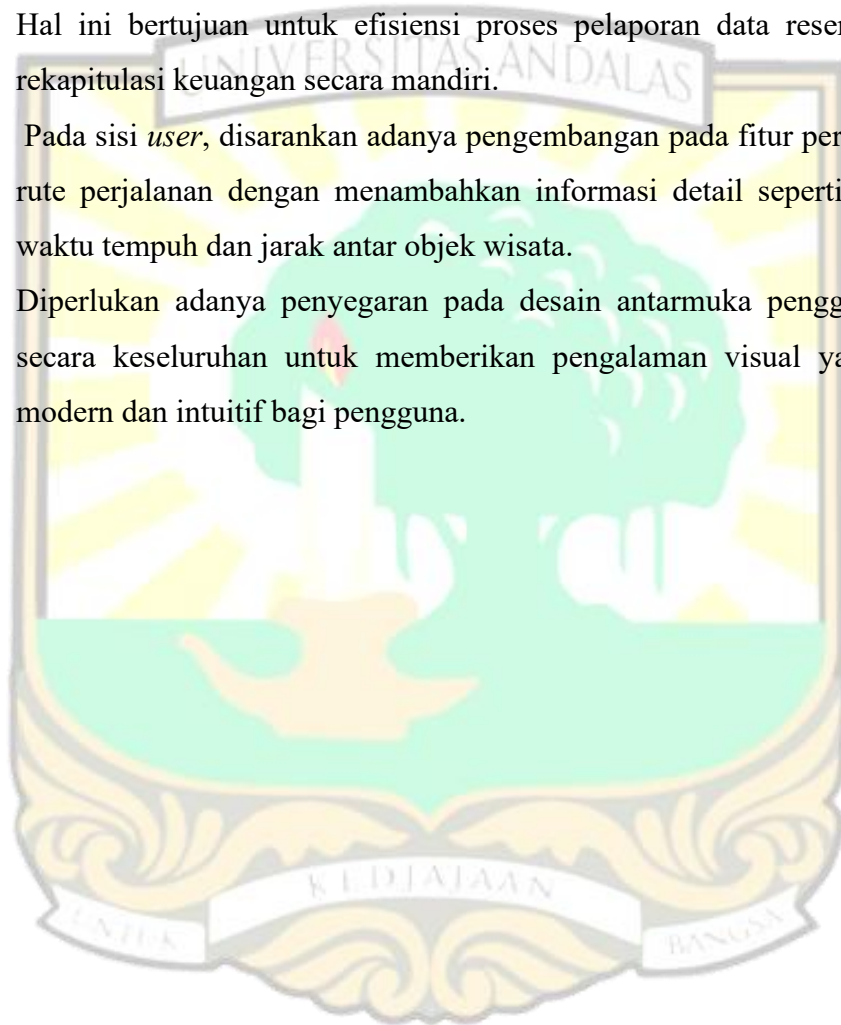 Hal ini bertujuan untuk efisiensi proses pelaporan data reser
rekapitulasi keuangan secara mandiri.
Pada sisi user, disarankan adanya pengembangan pada fitur per
rute perjalanan dengan menambahkan informasi detail seperti
waktu tempuh dan jarak antar objek wisata.
Diperlukan adanya penyegaran pada desain antarmuka pengg
secara keseluruhan untuk memberikan pengalaman visual ya
modern dan intuitif bagi pengguna.
UNIVERSITAS ANDALAS
UNTUK KEDJAJAAN BANGSA